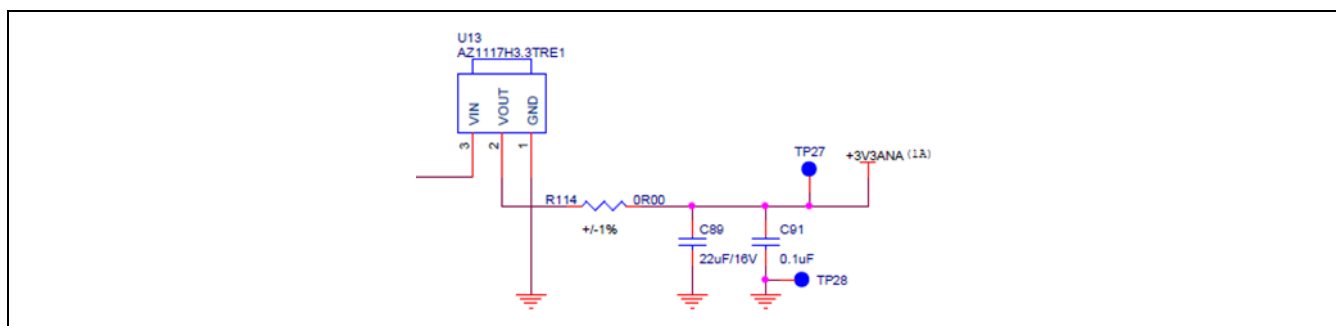 U13
AZ1117H3.3TRE1
VIN
VOUT
GND
3
2
1
TP27
+3V3ANA (1A)
R114
0R00
+/-1%
C89
22uF/16V
C91
0.1uF
TP28